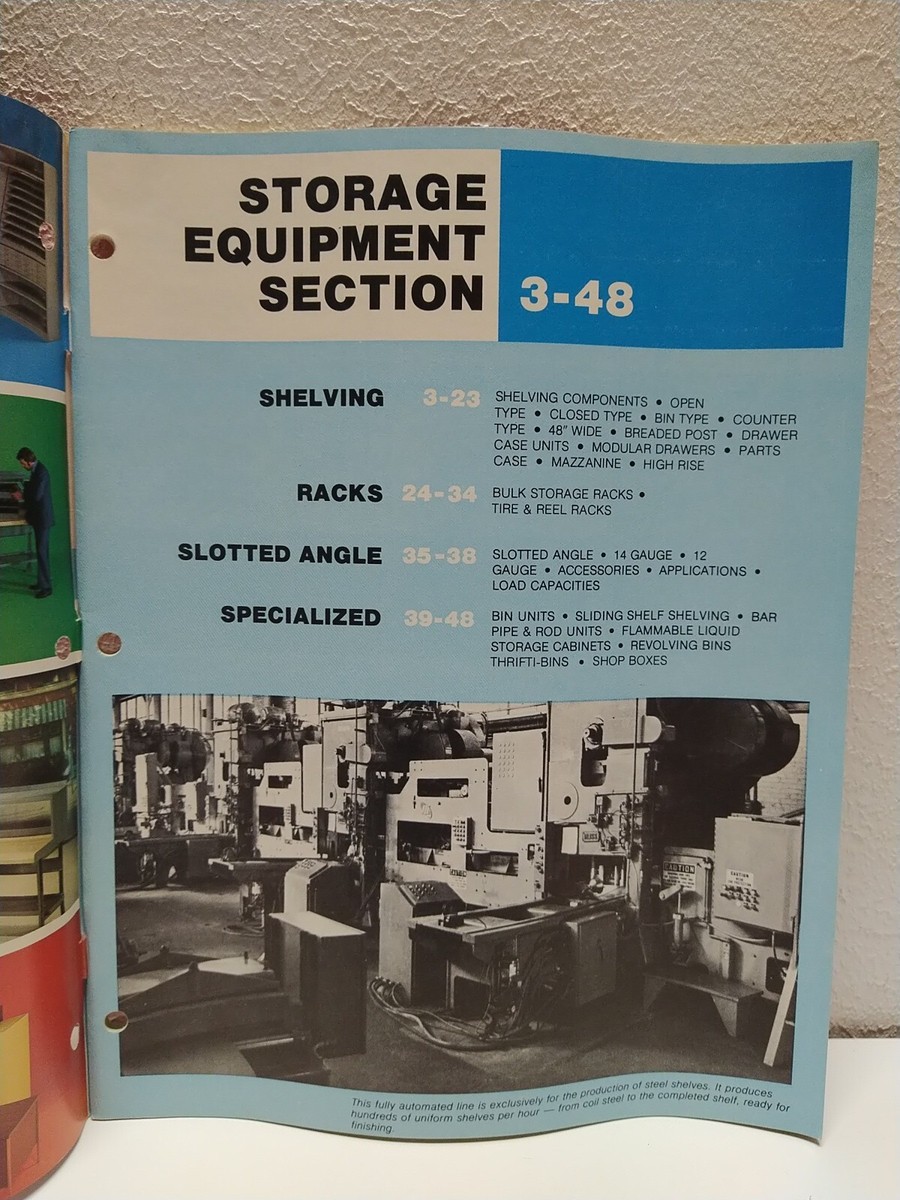 STORAGE
EQUIPMENT
SECTION
3-48
SHELVING 3-23 SHELVING COMPONENTS • OPEN
TYPE • CLOSED TYPE • BIN TYPE • COUNTER
TYPE • 48" WIDE • BREADED POST • DRAWER
CASE UNITS • MODULAR DRAWERS • PARTS
CASE • MAZZANINE • HIGH RISE
RACKS 24-34 BULK STORAGE RACKS •
TIRE & REEL RACKS
SLOTTED ANGLE 35-38 SLOTTED ANGLE • 14 GAUGE • 12
GAUGE • ACCESSORIES • APPLICATIONS •
LOAD CAPACITIES
SPECIALIZED 39-48 BIN UNITS • SLIDING SHELF SHELVING • BAR
PIPE & ROD UNITS • FLAMMABLE LIQUID
STORAGE CABINETS • REVOLVING BINS
THRIFTI-BINS • SHOP BOXES
CAUTION
CAUTION
This fully automated line is exclusively for the production of steel shelves. It produces
hundreds of uniform shelves per hour — from coil steel to the completed shelf, ready for
finishing.